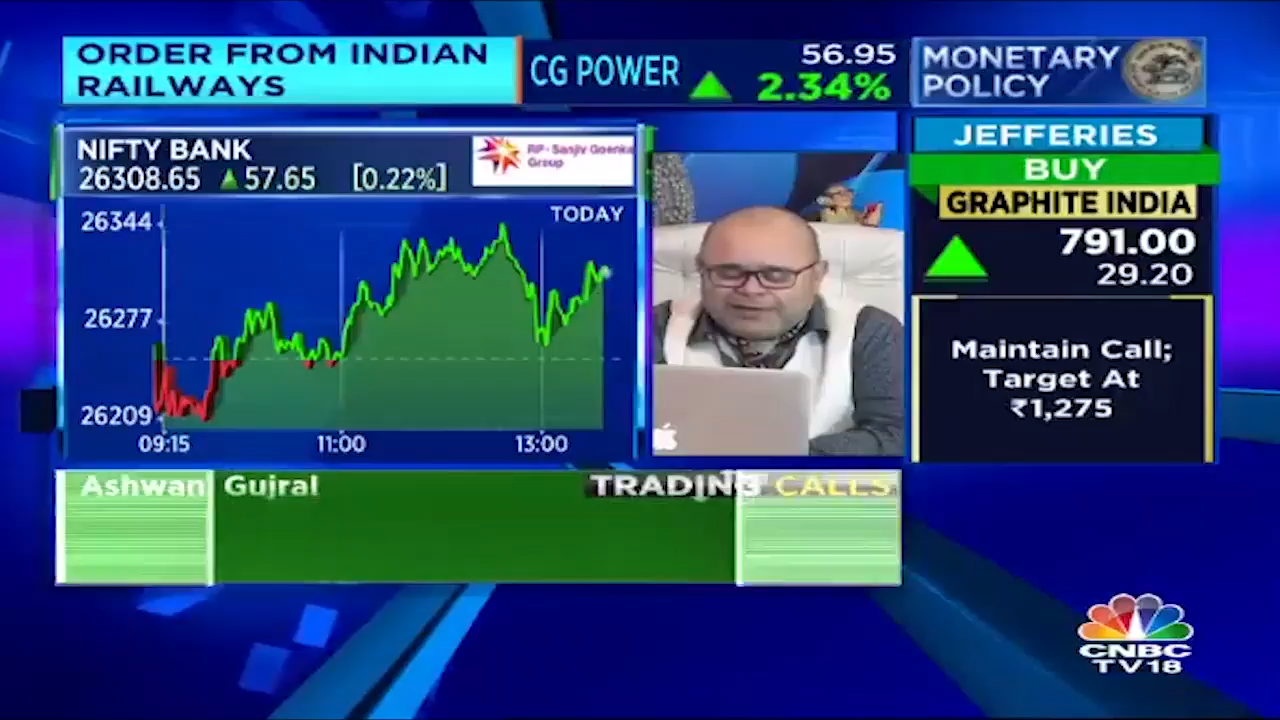 ORDER FROM INDIAN
RAILWAYS
CG POWER
56.95
2.34%
MONETARY
POLICY
NIFTY BANK
26308.65 57.65 [0.22%]
RP-Sanjiv Goenka
Group
TODAY
26344
26277
26209
09:15 11:00 13:00
JEFFERIES
BUY
GRAPHITE INDIA
791.00
29.20
Maintain Call;
Target At
₹1,275
Ashwan Gujral
TRADING CALLS
CNBC
TV18